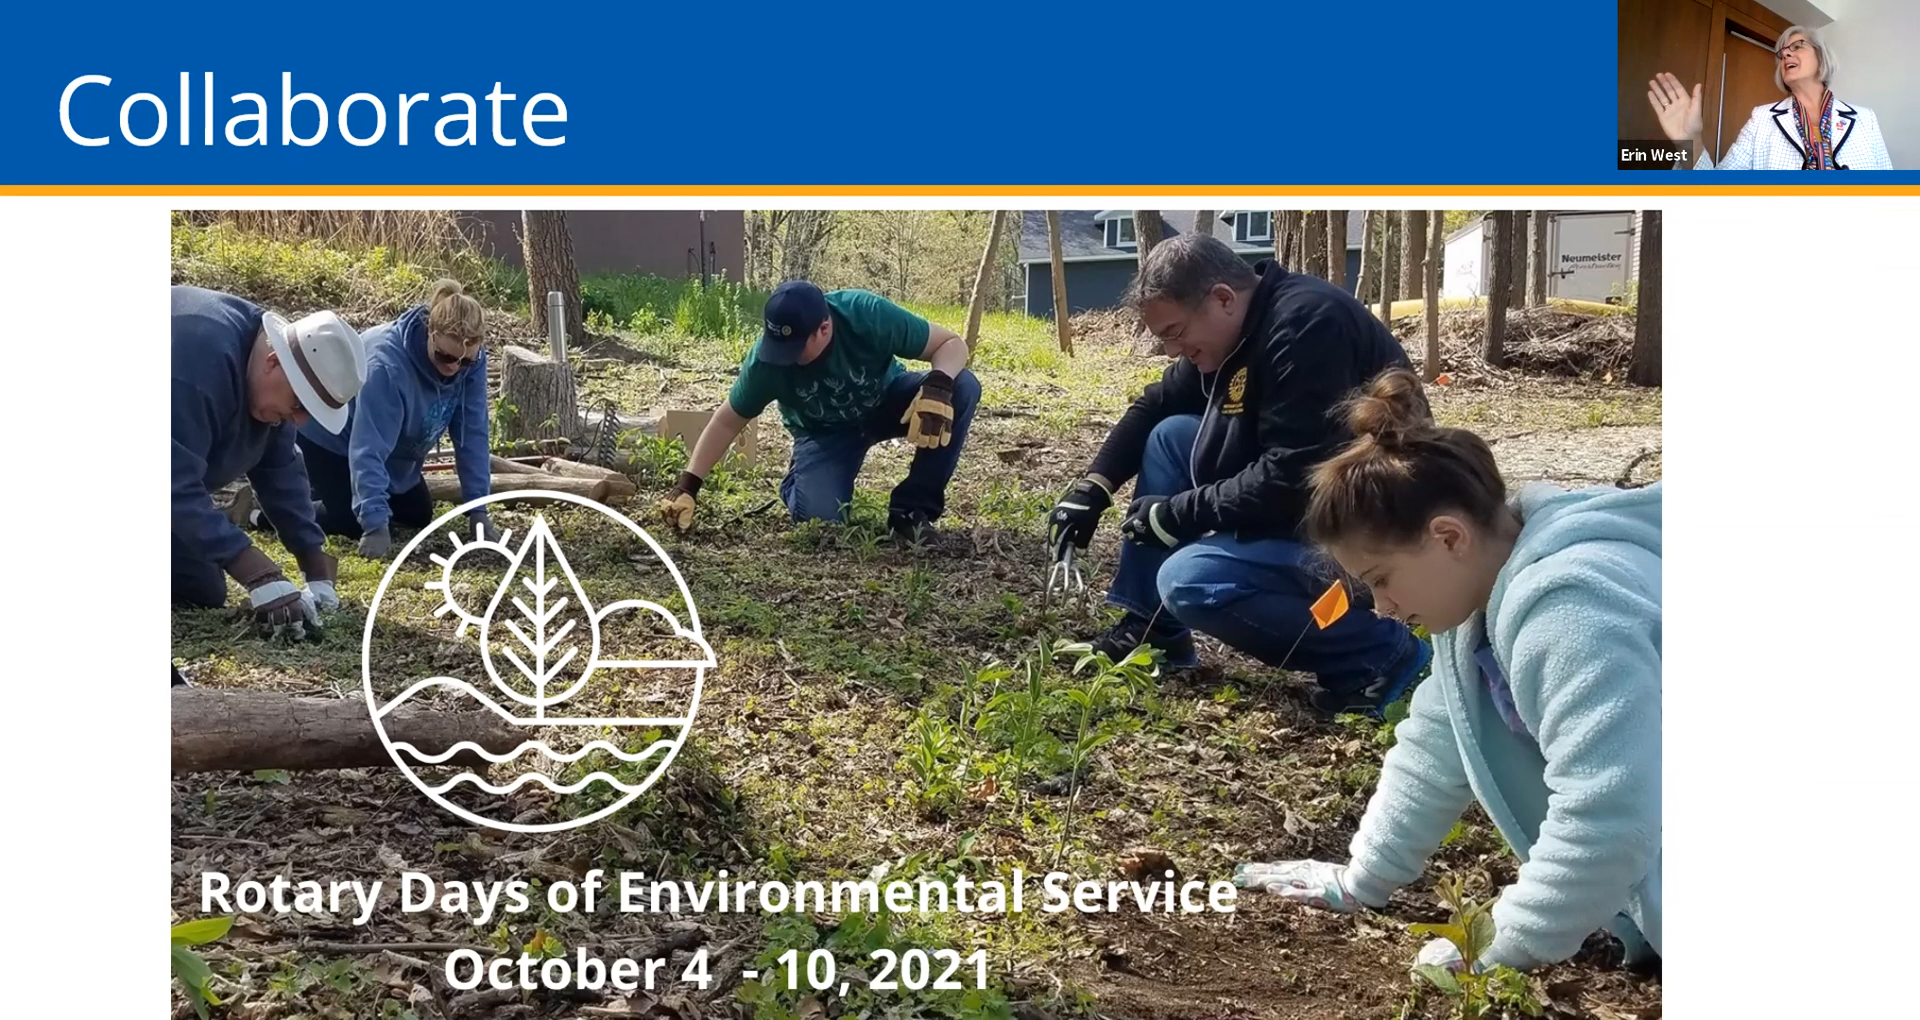 Collaborate
Erin West
Neumeister
Rotary Days of Environmental Service
October 4 - 10, 2021